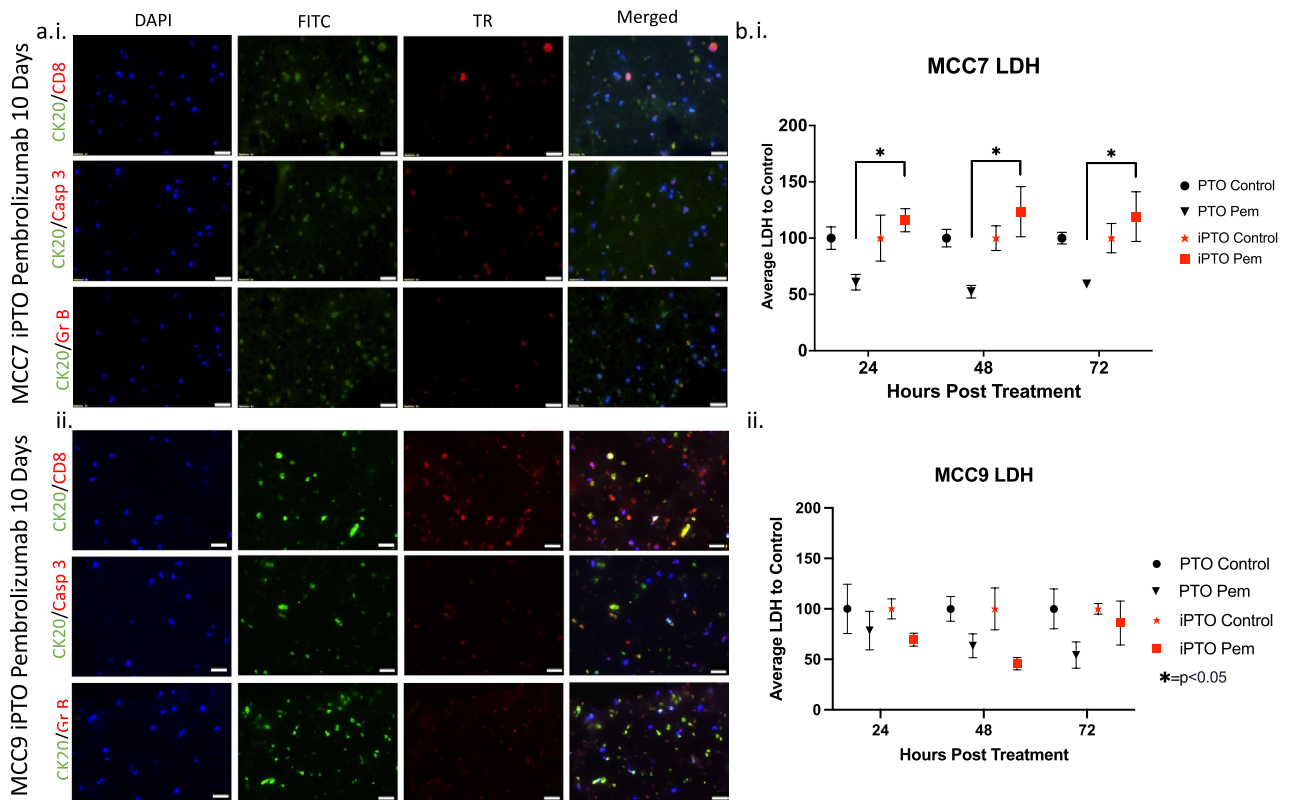 DAPI FITC TR Merged
a.i.
MCC7 iPTO Pembrolizumab 10 Days
CK20/CD8
CK20/Casp 3
CK20/Gr B
ii.
MCC9 iPTO Pembrolizumab 10 Days
CK20/CD8
CK20/Casp 3
CK20/Gr B
b.i.
MCC7 LDH
Average LDH to Control
200
150
100
50
0
* * *
24 48 72
Hours Post Treatment
PTO Control
PTO Pem
iPTO Control
iPTO Pem
ii.
MCC9 LDH
Average LDH to Control
200
150
100
50
0
24 48 72
Hours Post Treatment
PTO Control
PTO Pem
iPTO Control
iPTO Pem
*=p<0.05